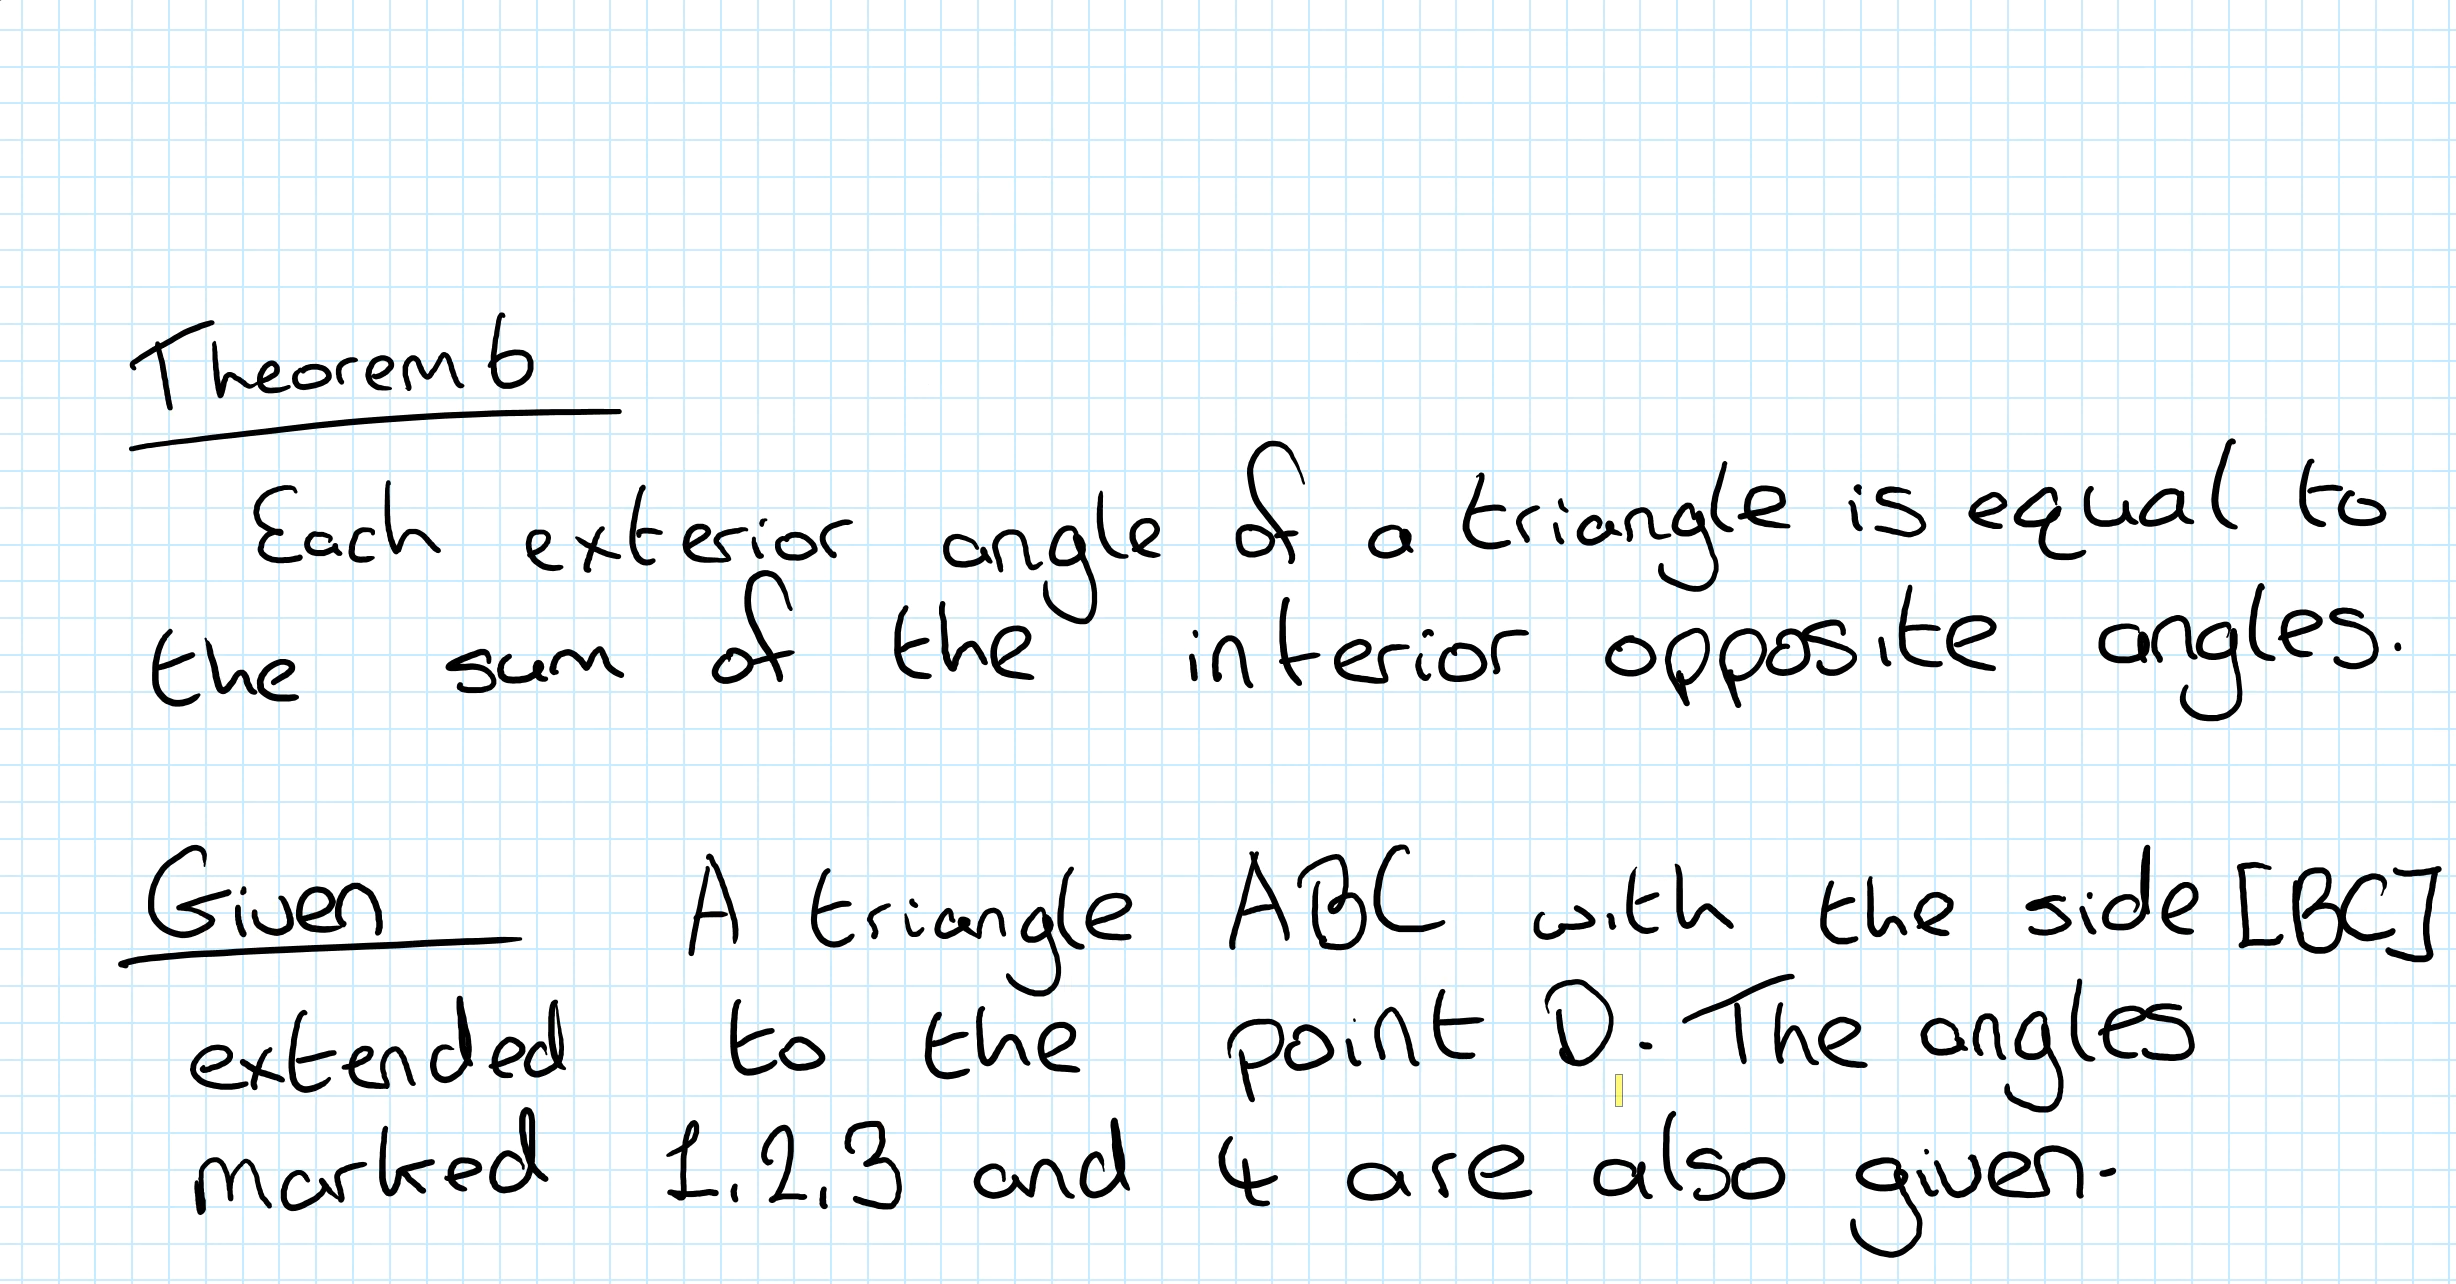 Theorem 6
Each exterior angle of a triangle is equal to
the sum of the interior opposite angles.
Given A triangle ABC with the side [BC]
extended to the point D. The angles
marked 1, 2, 3 and 4 are also given.